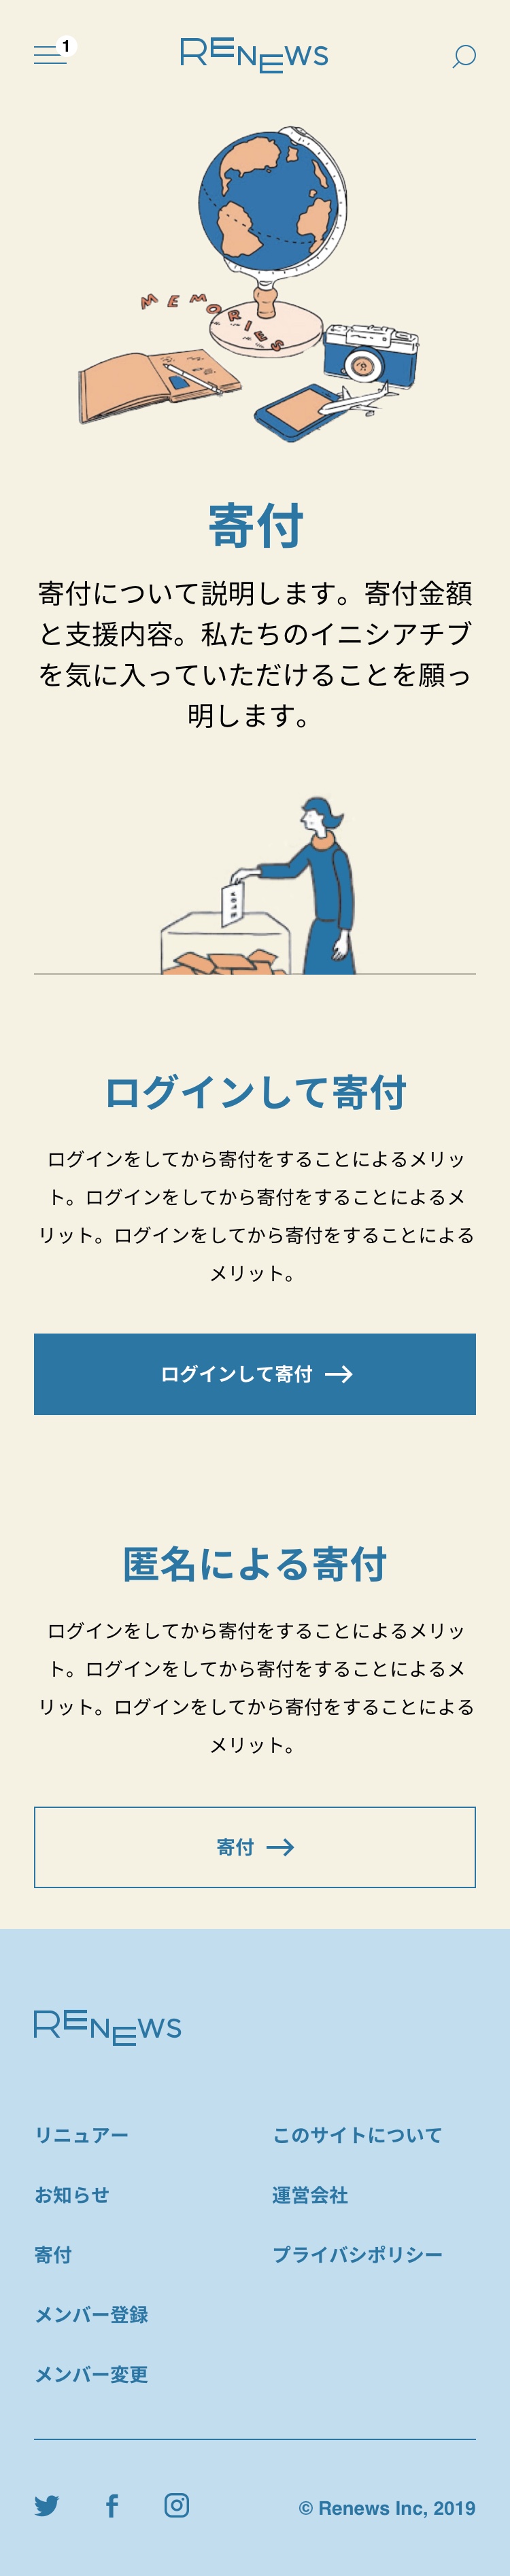 1
RENEWS
MEMORIES
寄付
寄付について説明します。寄付金額
と支援内容。私たちのイニシアチブ
を気に入っていただけることを願っ
明します。
ログインして寄付
ログインをしてから寄付をすることによるメリッ
ト。ログインをしてから寄付をすることによるメ
リット。ログインをしてから寄付をすることによる
メリット。
ログインして寄付
匿名による寄付
ログインをしてから寄付をすることによるメリッ
ト。ログインをしてから寄付をすることによるメ
リット。ログインをしてから寄付をすることによる
メリット。
寄付
RENEWS
リニュアー
このサイトについて
お知らせ
運営会社
寄付
プライバシポリシー
メンバー登録
メンバー変更
© Renews Inc, 2019